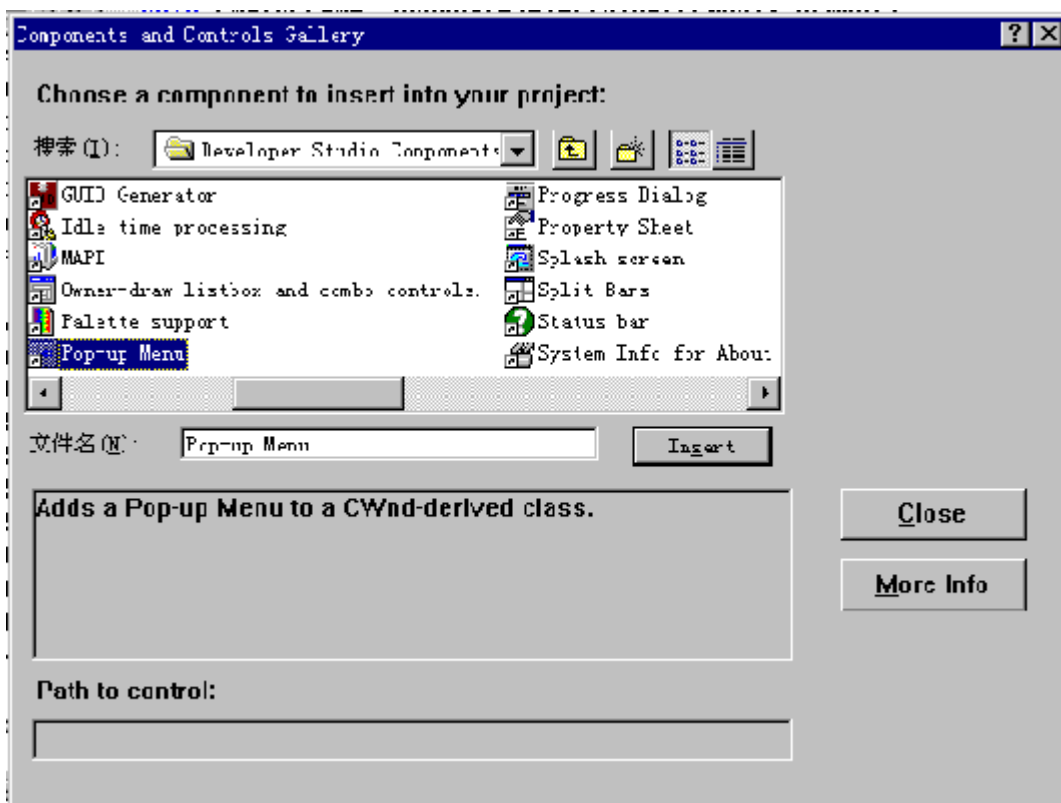 Components and Controls Gallery
Choose a component to insert into your project:
搜索(I):
Developer Studio Components
GUID Generator
Idle time processing
MAPI
Owner-draw listbox and combo controls.
Palette support
Pop-up Menu
Progress Dialog
Property Sheet
Splash screen
Split Bars
Status bar
System Info for About
文件名(N):
Pop-up Menu
Insert
Adds a Pop-up Menu to a CWnd-derived class.
Close
More Info
Path to control: